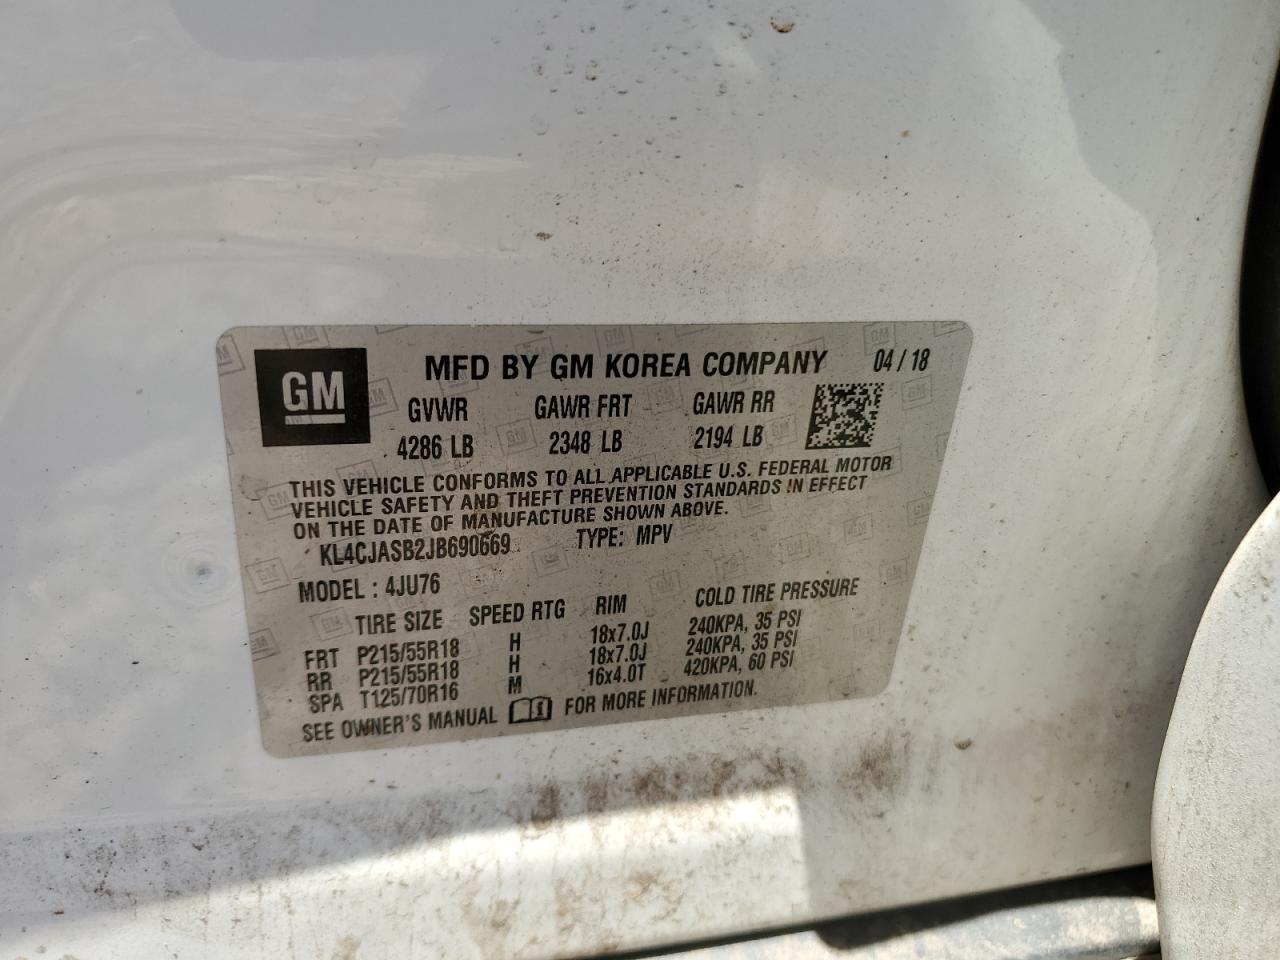 GM
MFD BY GM KOREA COMPANY 04 / 18
GVWR GAWR FRT GAWR RR
4286 LB 2348 LB 2194 LB
THIS VEHICLE CONFORMS TO ALL APPLICABLE U.S. FEDERAL MOTOR
VEHICLE SAFETY AND THEFT PREVENTION STANDARDS IN EFFECT
ON THE DATE OF MANUFACTURE SHOWN ABOVE.
KL4CJASB2JB690669 TYPE: MPV
MODEL : 4JU76
TIRE SIZE SPEED RTG RIM COLD TIRE PRESSURE
FRT P215/55R18 H 18x7.0J 240KPA, 35 PSI
RR P215/55R18 H 18x7.0J 240KPA, 35 PSI
SPA T125/70R16 M 16x4.0T 420KPA, 60 PSI
SEE OWNER'S MANUAL FOR MORE INFORMATION.